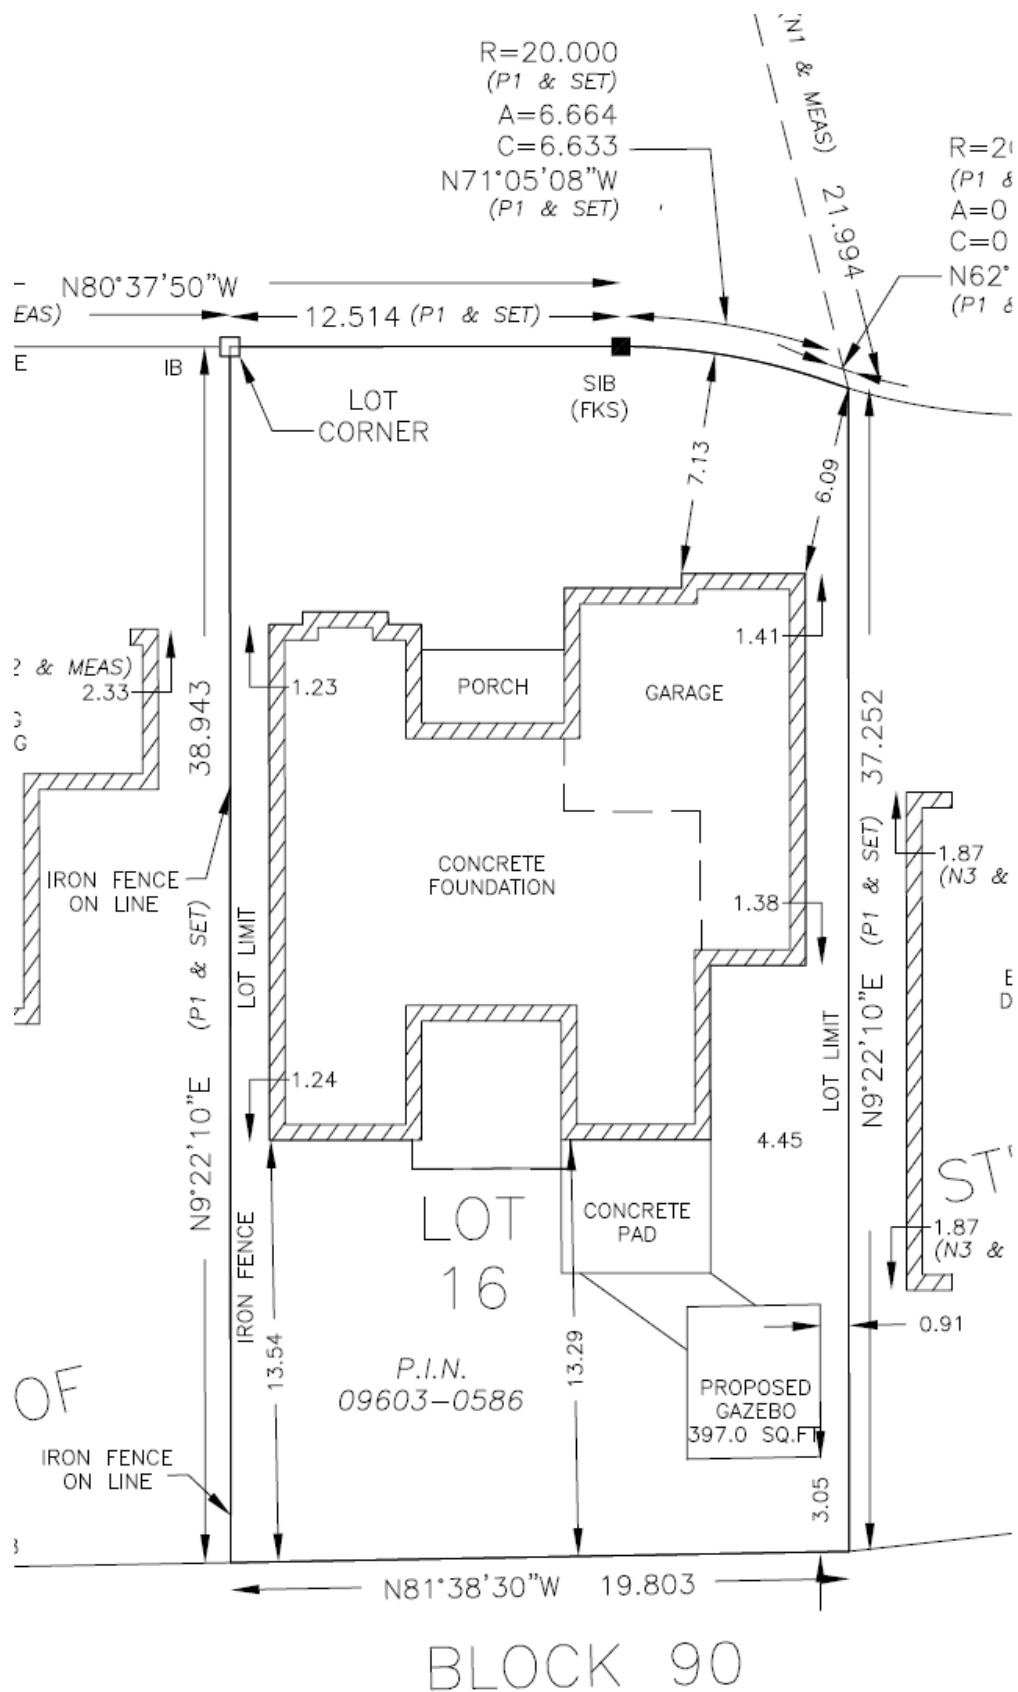 R=20.000
(P1 & SET)
A=6.664
C=6.633
N71°05'08"W
(P1 & SET)
(N1 & MEAS) 21.994
(P1 &
A=0
C=0
N62°
(P1 &
N80°37'50"W
EAS)
12.514 (P1 & SET)
E
IB
LOT
CORNER
SIB
(FKS)
7.13
6.09
1.41
1.23
PORCH
GARAGE
2 & MEAS)
2.33
G
38.943
37.252
IRON FENCE
ON LINE
CONCRETE
FOUNDATION
1.87
(N3 &
1.38
(P1 & SET)
(P1 & SET)
LOT LIMIT
LOT LIMIT
D
N9°22'10"E
N9°22'10"E
1.24
4.45
ST
LOT
16
CONCRETE
PAD
1.87
(N3 &
IRON FENCE
0.91
13.54
13.29
P.I.N.
09603-0586
PROPOSED
GAZEBO
397.0 SQ.FT
OF
IRON FENCE
ON LINE
3.05
N81°38'30"W 19.803
BLOCK 90